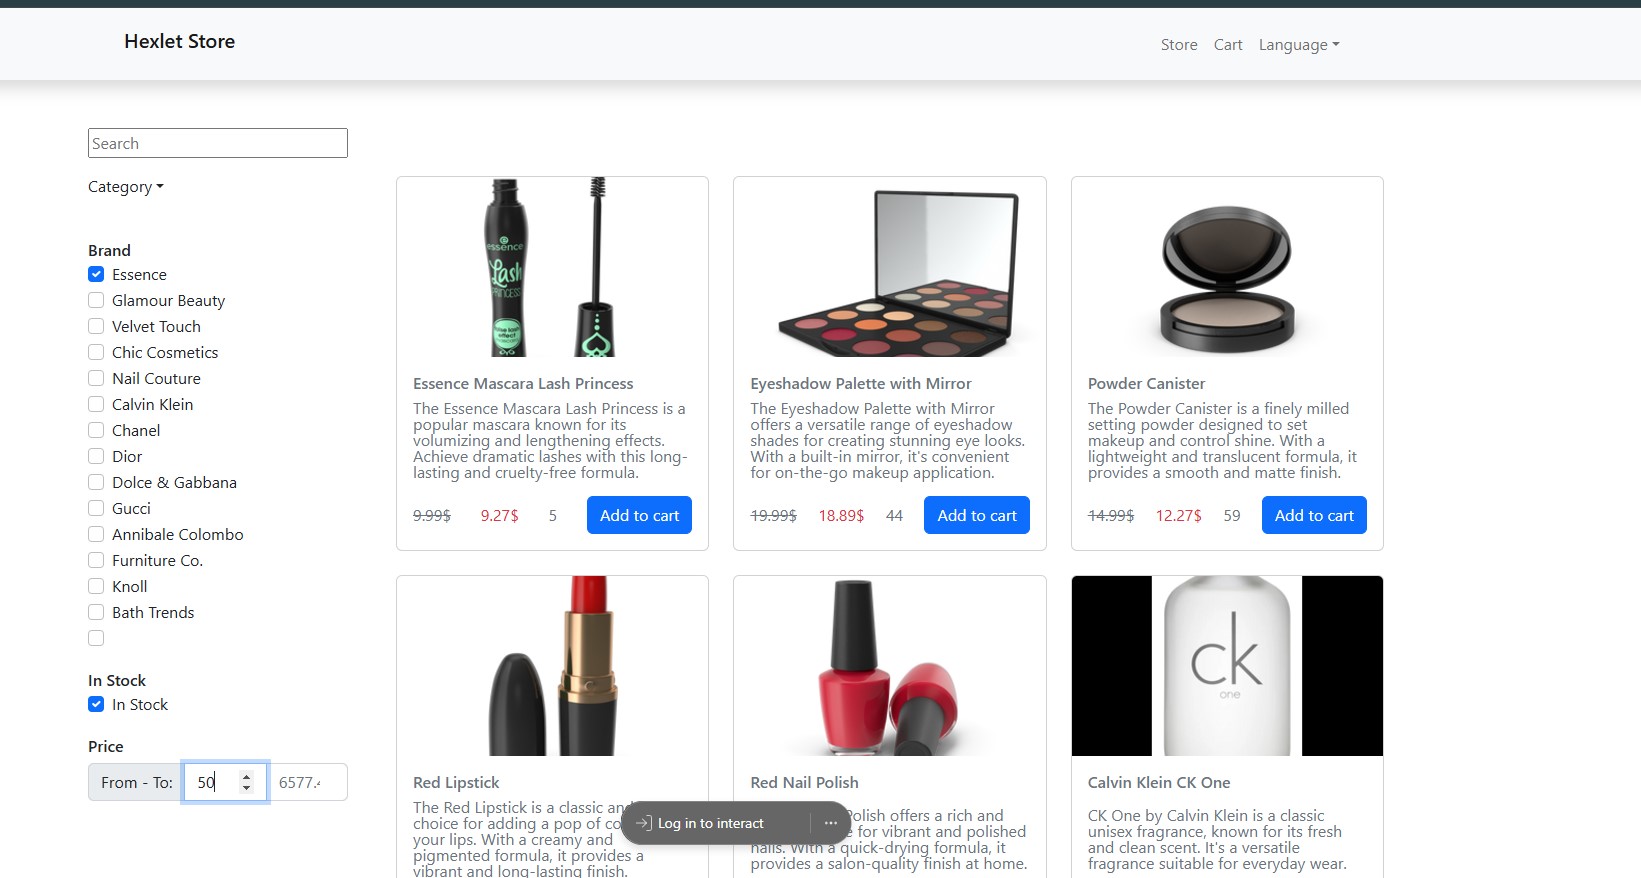 Hexlet Store
Store
Cart
Language
Search
Category
Brand
Essence
Glamour Beauty
Velvet Touch
Chic Cosmetics
Nail Couture
Calvin Klein
Chanel
Dior
Dolce & Gabbana
Gucci
Annibale Colombo
Furniture Co.
Knoll
Bath Trends
In Stock
In Stock
Price
From - To:
50
6577.
essence
Lash
PRINCESS
Essence Mascara Lash Princess
The Essence Mascara Lash Princess is a
popular mascara known for its
volumizing and lengthening effects.
Achieve dramatic lashes with this long-
lasting and cruelty-free formula.
9.99$
9.27$
5
Add to cart
Eyeshadow Palette with Mirror
The Eyeshadow Palette with Mirror
offers a versatile range of eyeshadow
shades for creating stunning eye looks.
With a built-in mirror, it's convenient
for on-the-go makeup application.
19.99$
18.89$
44
Add to cart
Powder Canister
The Powder Canister is a finely milled
setting powder designed to set
makeup and control shine. With a
lightweight and translucent formula, it
provides a smooth and matte finish.
14.99$
12.27$
59
Add to cart
Red Lipstick
The Red Lipstick is a classic and
choice for adding a pop of co
your lips. With a creamy and
pigmented formula, it provides a
vibrant and long-lasting finish.
Red Nail Polish
Polish offers a rich and
for vibrant and polished
nails. With a quick-drying formula, it
provides a salon-quality finish at home.
ck
one
Calvin Klein CK One
CK One by Calvin Klein is a classic
unisex fragrance, known for its fresh
and clean scent. It's a versatile
fragrance suitable for everyday wear.
Log in to interact